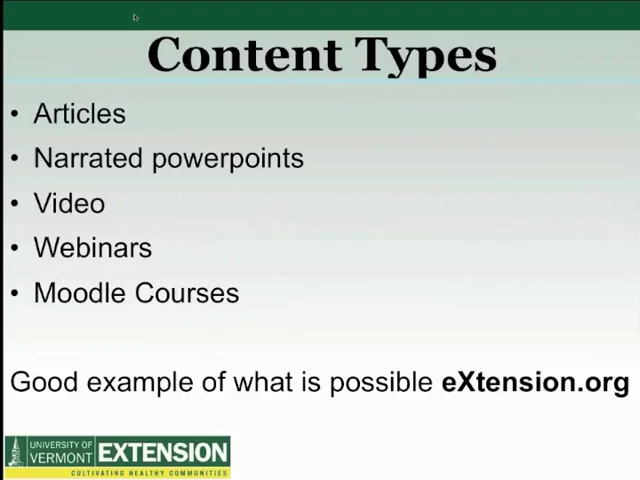 Content Types
• Articles
• Narrated powerpoints
• Video
• Webinars
• Moodle Courses
Good example of what is possible eXtension.org
UNIVERSITY OF
VERMONT EXTENSION
CULTIVATING HEALTHY COMMUNITIES